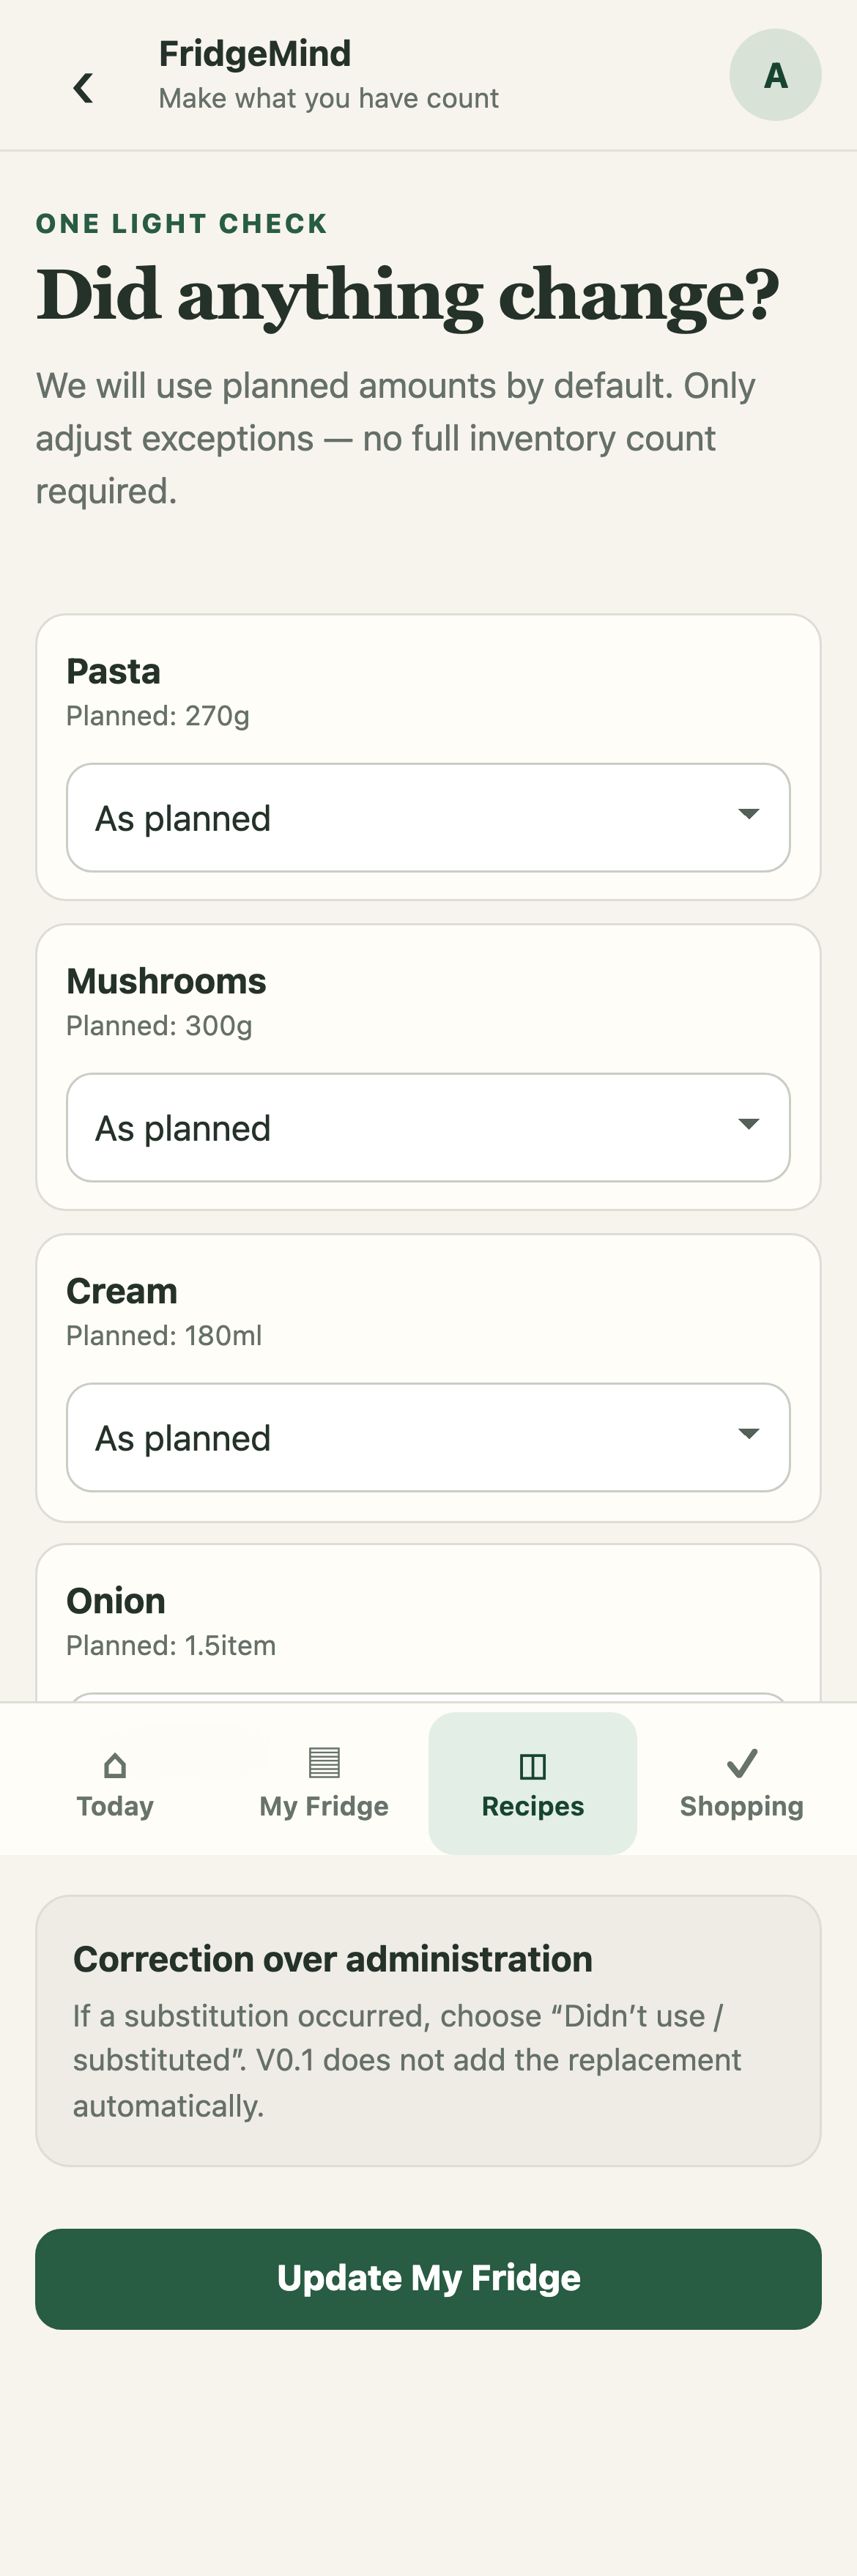 FridgeMind
Make what you have count
A
ONE LIGHT CHECK
Did anything change?
We will use planned amounts by default. Only
adjust exceptions — no full inventory count
required.
Pasta
Planned: 270g
As planned
Mushrooms
Planned: 300g
As planned
Cream
Planned: 180ml
As planned
Onion
Planned: 1.5item
Today
My Fridge
Recipes
Shopping
Correction over administration
If a substitution occurred, choose “Didn’t use /
substituted”. V0.1 does not add the replacement
automatically.
Update My Fridge